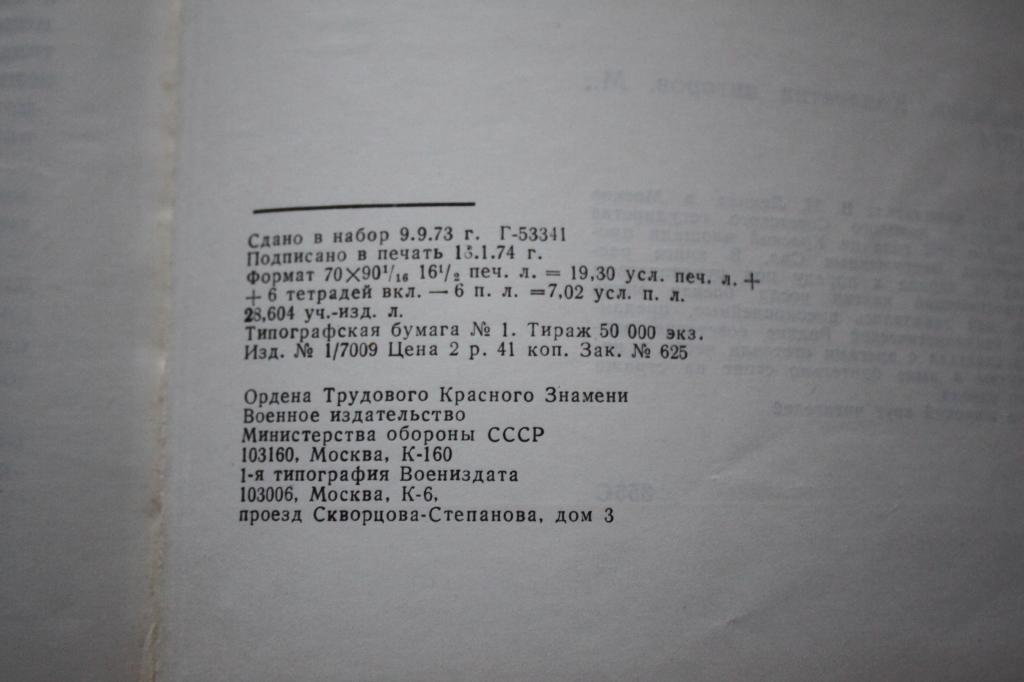 Сдано в набор 9.9.73 г. Г-53341
Подписано в печать 15.1.74 г.
Формат 70×90¹/₁₆ 16¹/₂ печ. л. = 19,30 усл. печ. л. +
+ 6 тетрадей вкл. — 6 п. л. =7,02 усл. п. л.
23,604 уч.-изд. л.
Типографская бумага № 1. Тираж 50 000 экз.
Изд. № 1/7009 Цена 2 р. 41 коп. Зак. № 625
Ордена Трудового Красного Знамени
Военное издательство
Министерства обороны СССР
103160, Москва, К-160
1-я типография Воениздата
103006, Москва, К-6,
проезд Скворцова-Степанова, дом 3